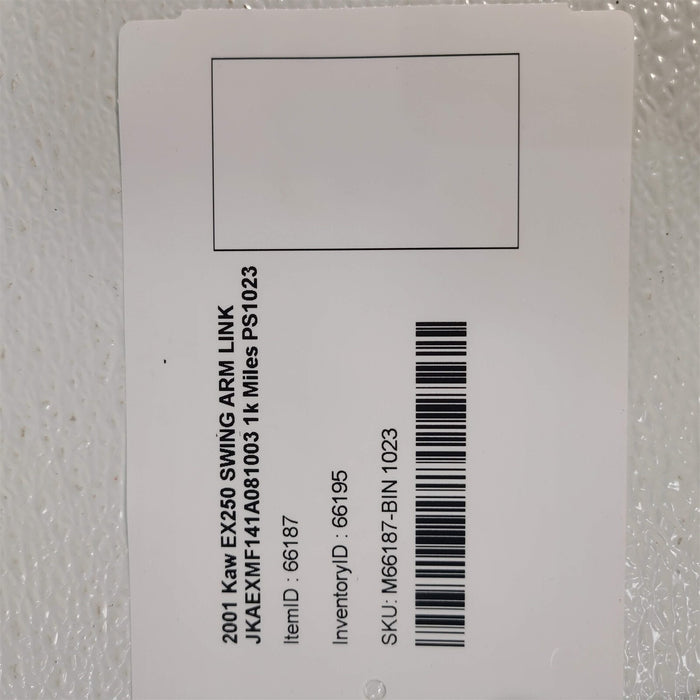 2001 Kaw EX250 SWING ARM LINK
JKAEXMF141A081003 1k Miles PS1023
ItemID : 66187
InventoryID : 66195
SKU: M66187-BIN 1023